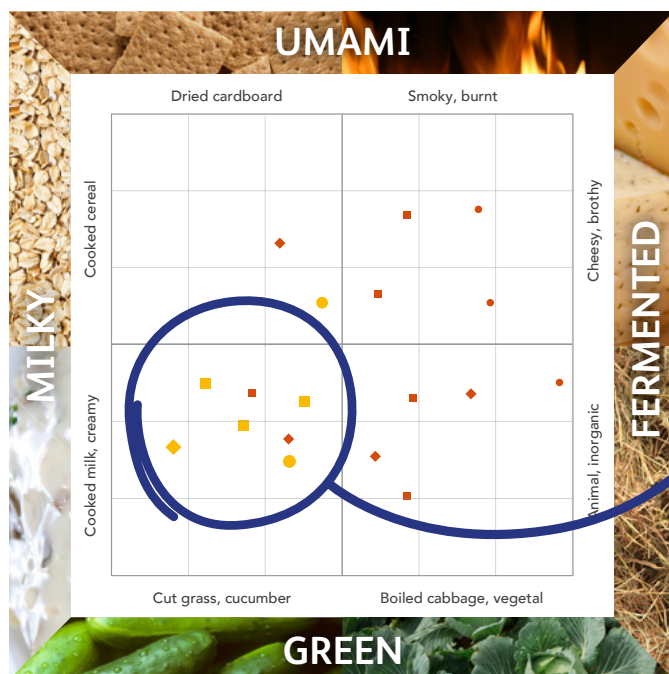 UMAMI
Dried cardboard
Smoky, burnt
Cooked cereal
Cheesy, brothy
MILKY
FERMENTED
Cooked milk, creamy
Animal, inorganic
Cut grass, cucumber
Boiled cabbage, vegetal
GREEN